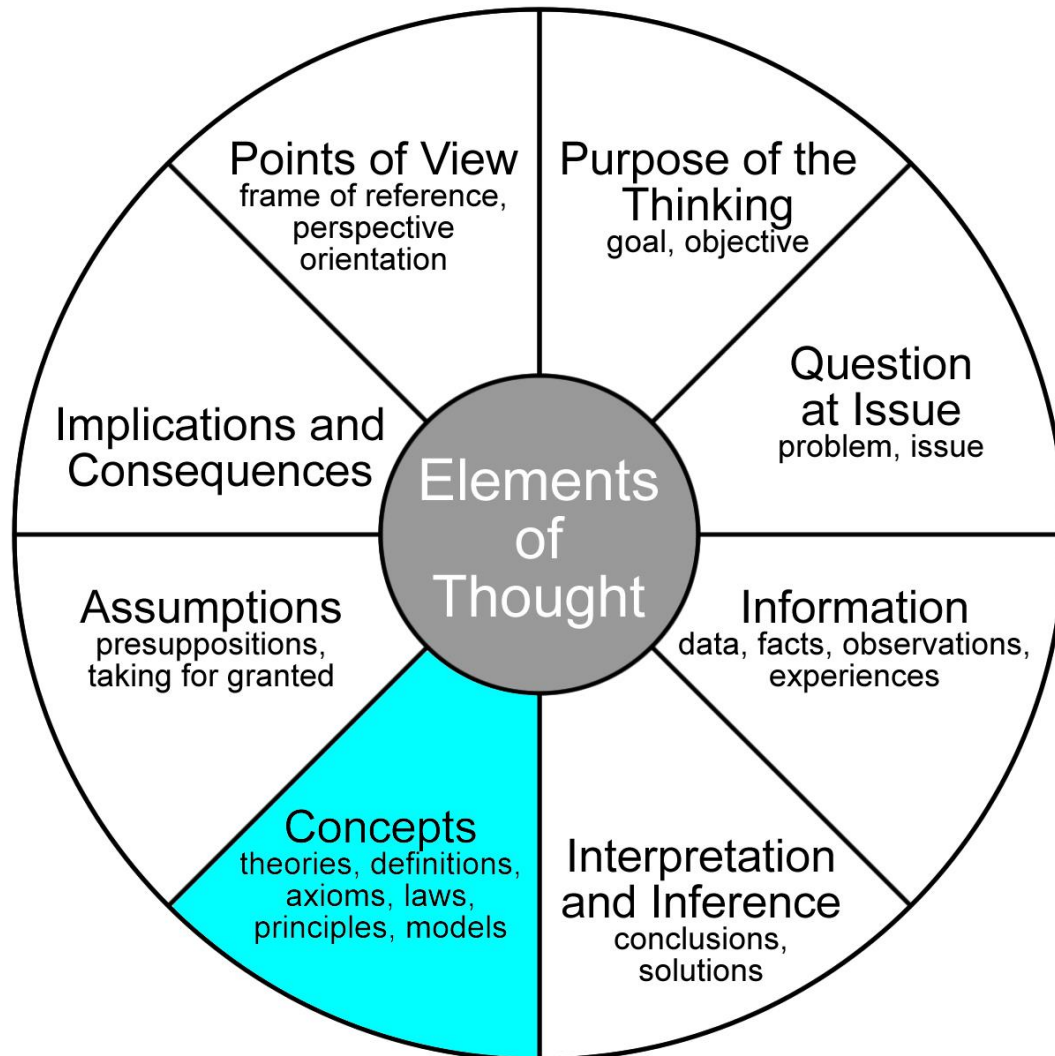 Points of View
frame of reference,
perspective
orientation
Purpose of the
Thinking
goal, objective
Question
at Issue
problem, issue
Information
data, facts, observations,
experiences
Interpretation
and Inference
conclusions,
solutions
Concepts
theories, definitions,
axioms, laws,
principles, models
Assumptions
presuppositions,
taking for granted
Implications and
Consequences
Elements
of
Thought